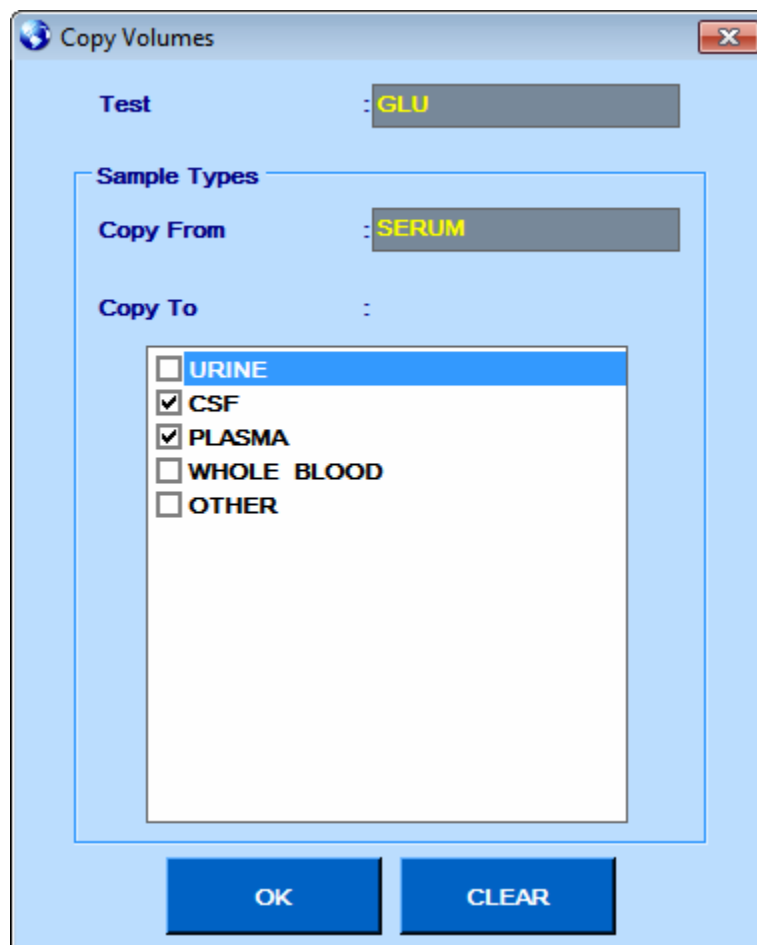 Copy Volumes
Test : GLU
Sample Types
Copy From : SERUM
Copy To :
URINE
CSF
PLASMA
WHOLE BLOOD
OTHER
OK CLEAR